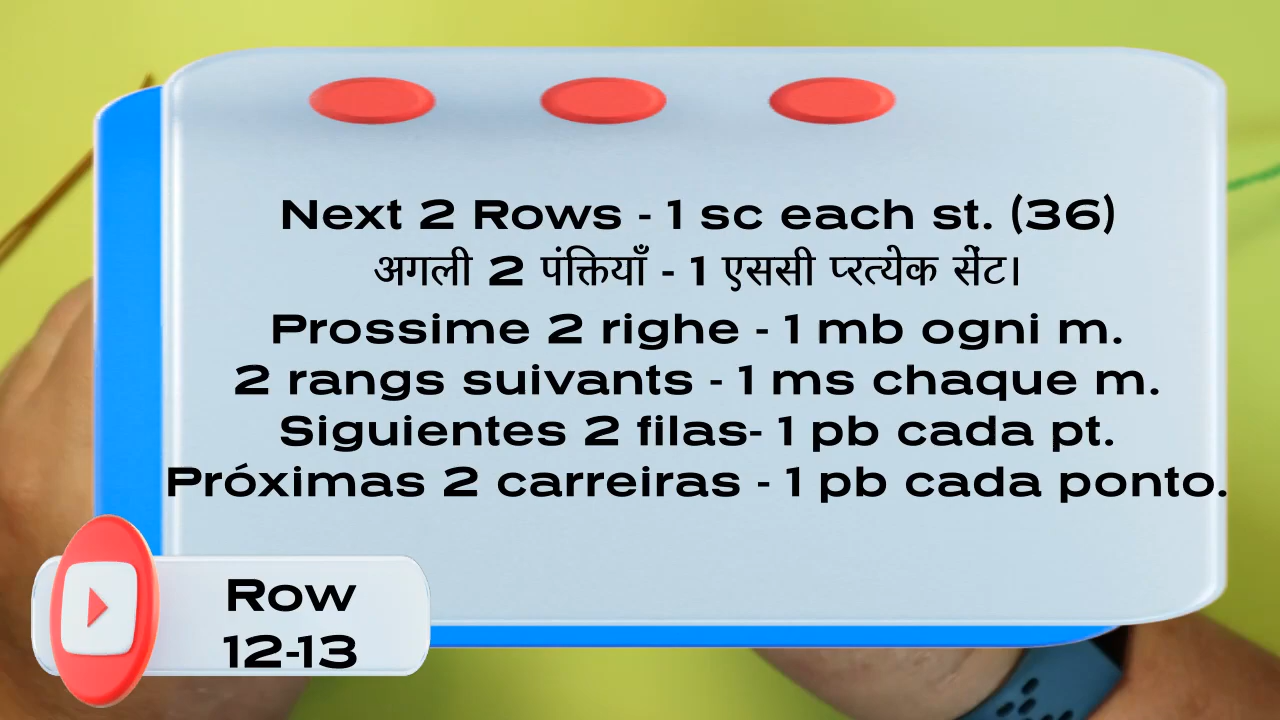 Next 2 Rows - 1 sc each st. (36)
अगली 2 पंक्तियाँ - 1 एससी प्रत्येक सेंट।
Prossime 2 righe - 1 mb ogni m.
2 rangs suivants - 1 ms chaque m.
Siguientes 2 filas- 1 pb cada pt.
Próximas 2 carreiras - 1 pb cada ponto.
Row
12-13